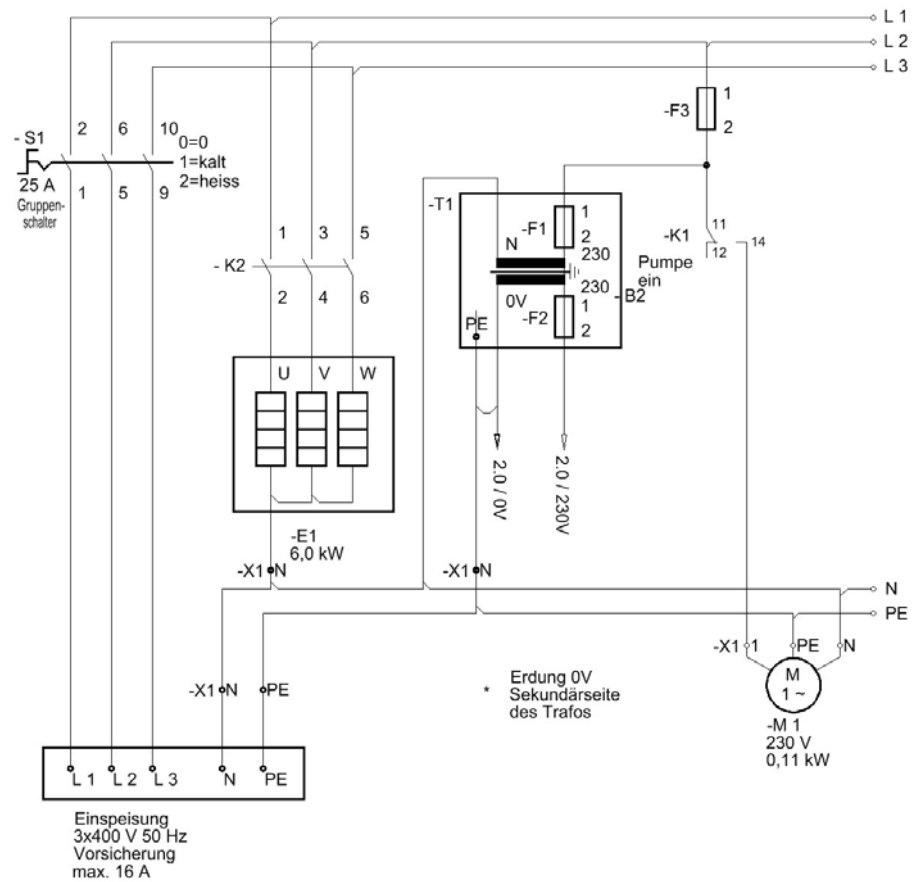 L 1
L 2
L 3
- S1
25 A
Gruppen-
schalter
2
6
10
0=0
1=kalt
2=heiss
1
5
9
-F3
1
2
- K2
1
3
5
2
4
6
-T1
-F1
1
2
N
230
230
0V
-F2
1
2
PE
B2
Pumpe
ein
-K1
11
12
14
U
V
W
-E1
6,0 kW
2.0 / 0V
2.0 / 230V
-X1
N
-X1
N
N
PE
-X1
1
PE
N
M
1 ~
-M 1
230 V
0,11 kW
* Erdung 0V
Sekundärseite
des Trafos
-X1
N
PE
L 1
L 2
L 3
N
PE
Einspeisung
3x400 V 50 Hz
Vorsicherung
max. 16 A